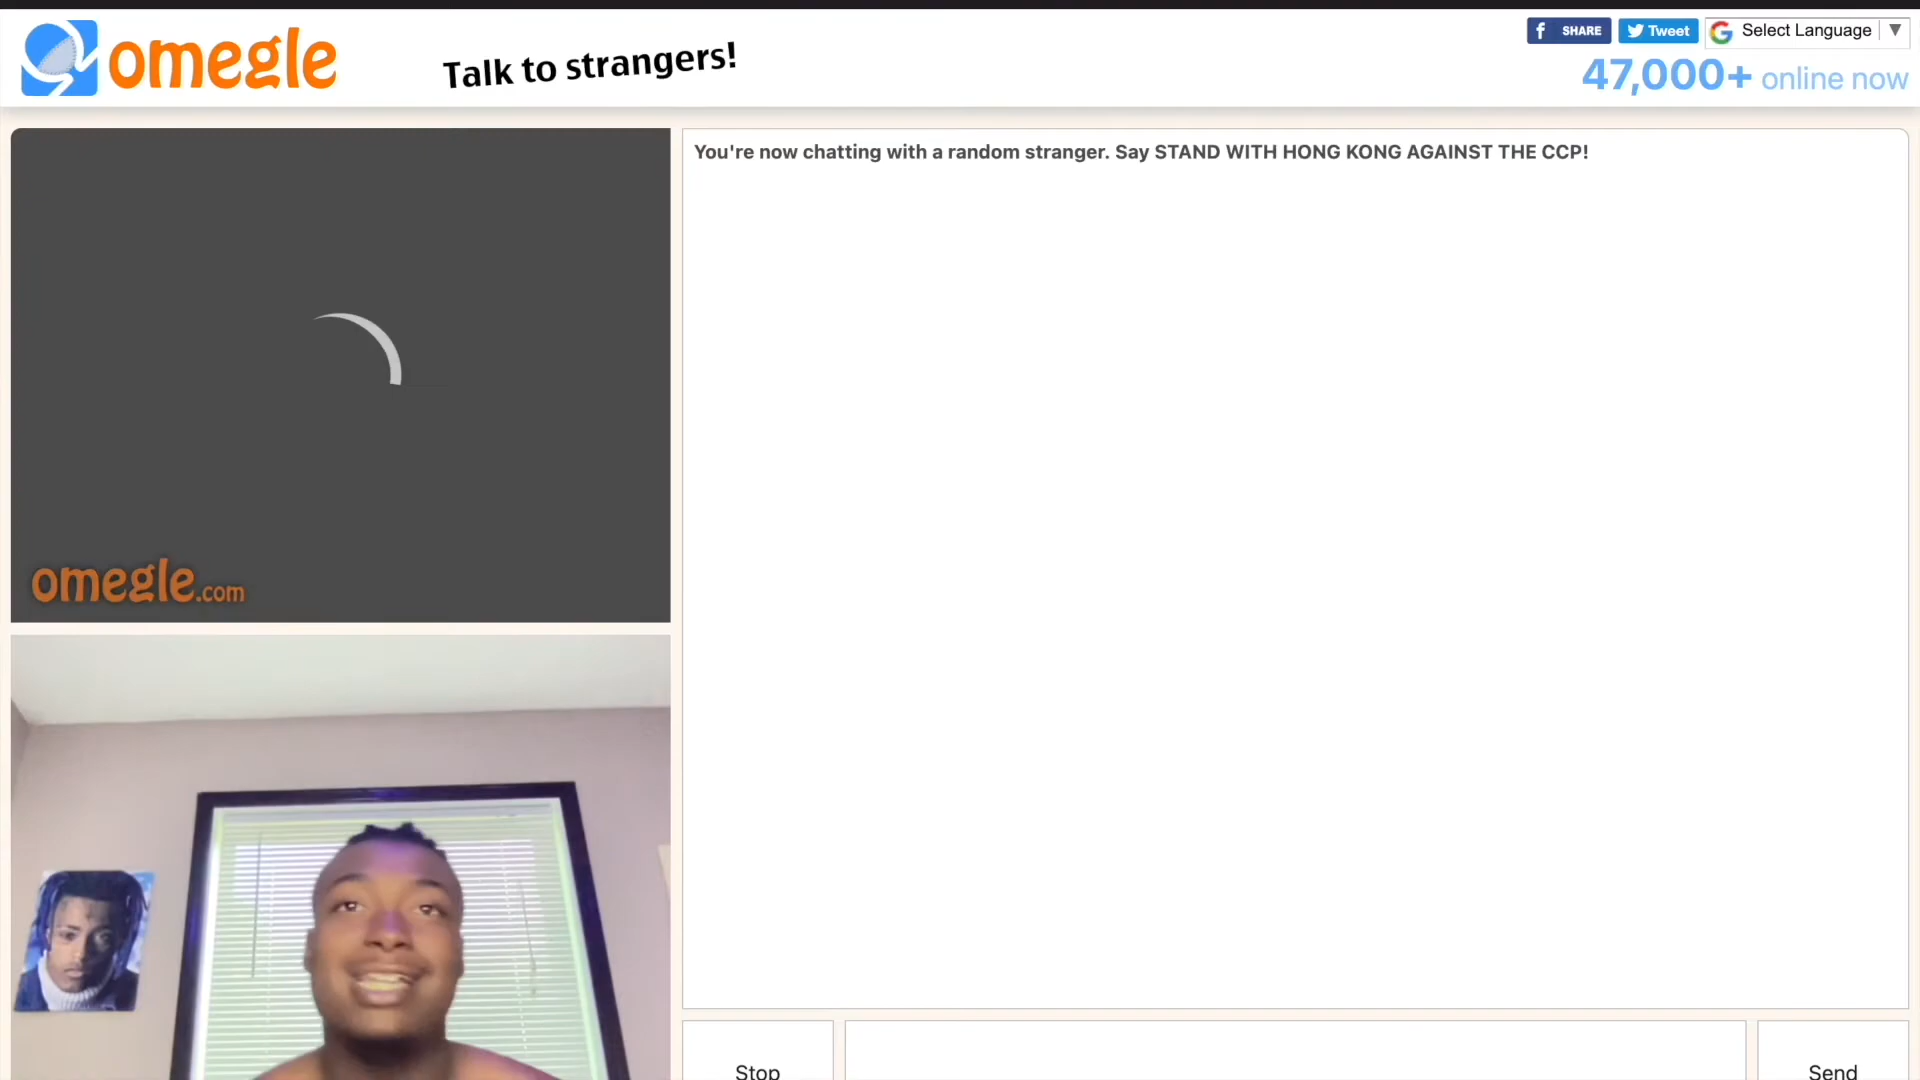 omegle
Talk to strangers!
f SHARE
Tweet
G Select Language ▼
47,000+ online now
You're now chatting with a random stranger. Say STAND WITH HONG KONG AGAINST THE CCP!
omegle.com
Stop
Send